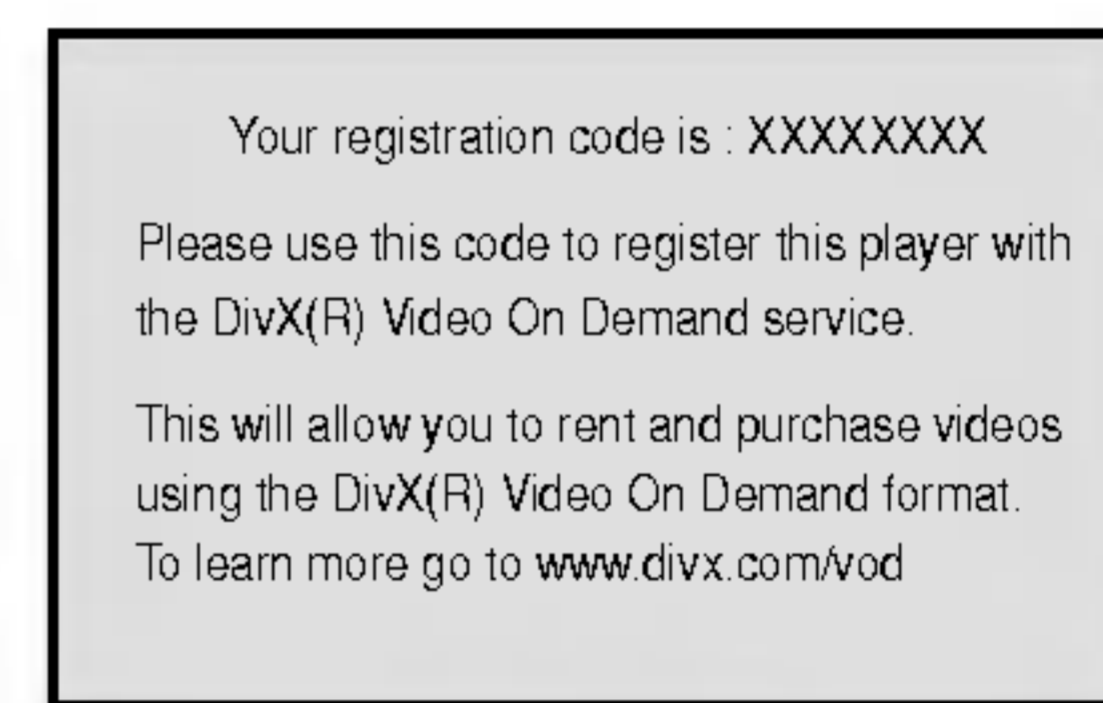 Your registration code is : XXXXXXXX
Please use this code to register this player with
the DivX(R) Video On Demand service.
This will allow you to rent and purchase videos
using the DivX(R) Video On Demand format.
To learn more go to www.divx.com/vod